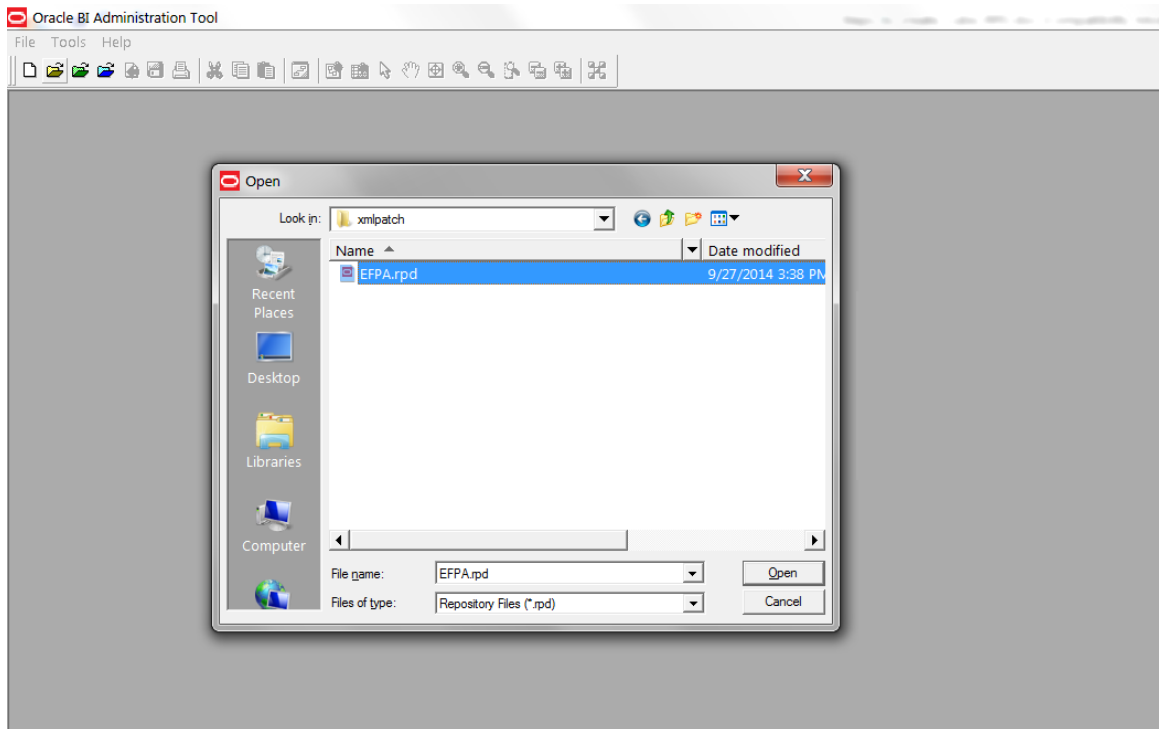 Oracle BI Administration Tool
File Tools Help
Open
Look in: xmlpatch
Name Date modified
EFPA.rpd 9/27/2014 3:38 PM
Recent
Places
Desktop
Libraries
Computer
File name: EFPA.rpd Open
Files of type: Repository Files (*.rpd) Cancel